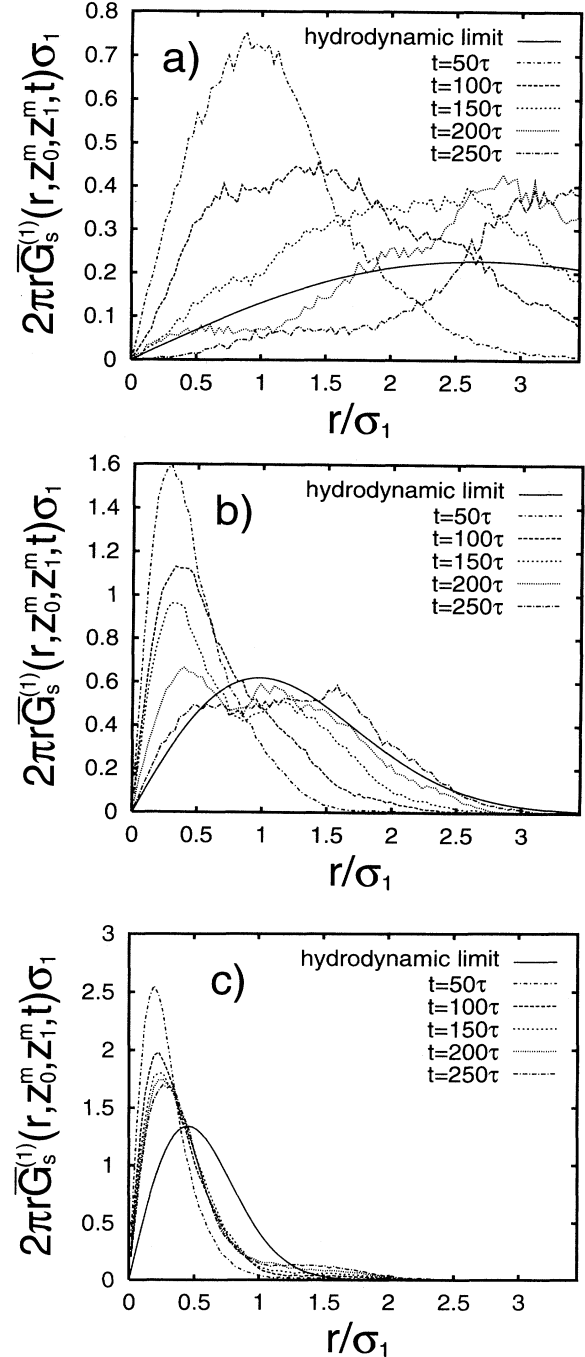 a)
2πrG̅ₛ⁽¹⁾(r,z₀ᵐ,z₁ᵐ,t)σ₁
0.8
0.7
0.6
0.5
0.4
0.3
0.2
0.1
0
hydrodynamic limit
t=50τ
t=100τ
t=150τ
t=200τ
t=250τ
0 0.5 1 1.5 2 2.5 3
r/σ₁
b)
2πrG̅ₛ⁽¹⁾(r,z₀ᵐ,z₁ᵐ,t)σ₁
1.6
1.4
1.2
1
0.8
0.6
0.4
0.2
0
hydrodynamic limit
t=50τ
t=100τ
t=150τ
t=200τ
t=250τ
0 0.5 1 1.5 2 2.5 3
r/σ₁
c)
2πrG̅ₛ⁽¹⁾(r,z₀ᵐ,z₁ᵐ,t)σ₁
3
2.5
2
1.5
1
0.5
0
hydrodynamic limit
t=50τ
t=100τ
t=150τ
t=200τ
t=250τ
0 0.5 1 1.5 2 2.5 3
r/σ₁